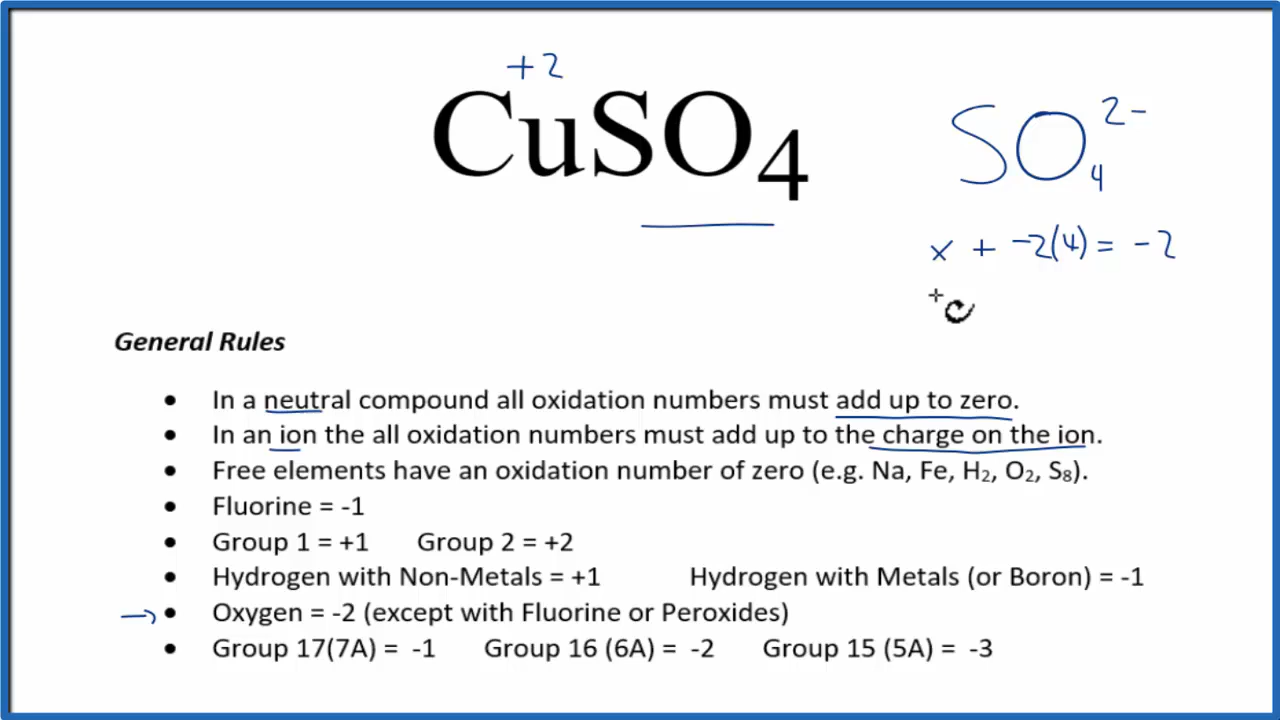 +2
CuSO₄
SO₄²⁻
x + -2(4) = -2
General Rules
• In a neutral compound all oxidation numbers must add up to zero.
• In an ion the all oxidation numbers must add up to the charge on the ion.
• Free elements have an oxidation number of zero (e.g. Na, Fe, H₂, O₂, S₈).
• Fluorine = -1
• Group 1 = +1 Group 2 = +2
• Hydrogen with Non-Metals = +1 Hydrogen with Metals (or Boron) = -1
→ • Oxygen = -2 (except with Fluorine or Peroxides)
• Group 17(7A) = -1 Group 16 (6A) = -2 Group 15 (5A) = -3